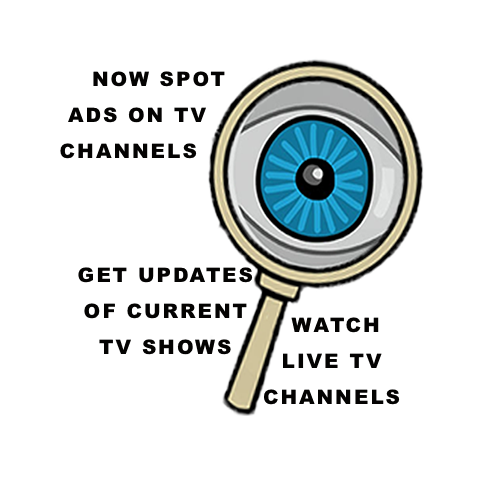 NOW SPOT
ADS ON TV
CHANNELS
GET UPDATES
OF CURRENT
TV SHOWS
WATCH
LIVE TV
CHANNELS